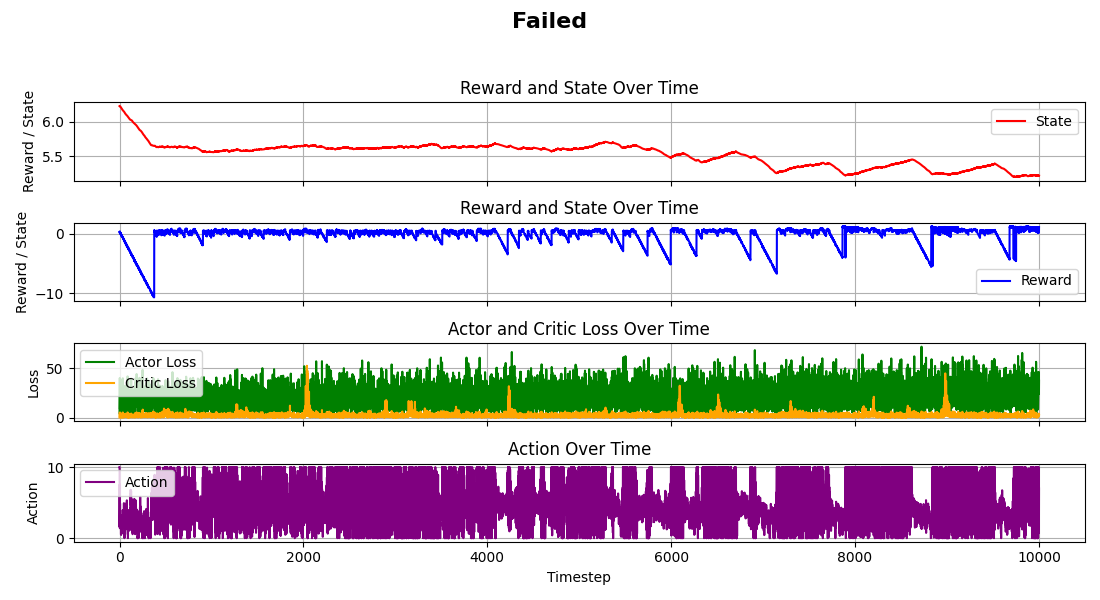 Failed
Reward and State Over Time
Reward / State
6.0
5.5
State
Reward and State Over Time
Reward / State
0
−10
Reward
Actor and Critic Loss Over Time
Loss
50
0
Actor Loss
Critic Loss
Action Over Time
Action
10
0
Action
0 2000 4000 6000 8000 10000
Timestep